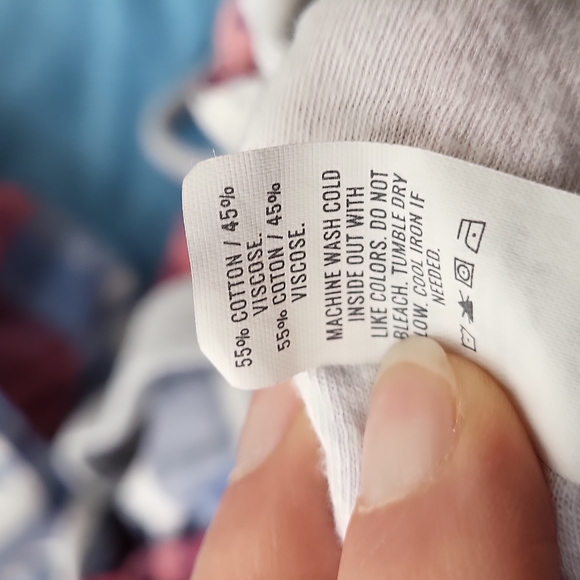 55% COTTON / 45%
VISCOSE.
55% COTON / 45%
VISCOSE.
MACHINE WASH COLD
INSIDE OUT WITH
LIKE COLORS. DO NOT
BLEACH. TUMBLE DRY
LOW. COOL IRON IF
NEEDED.